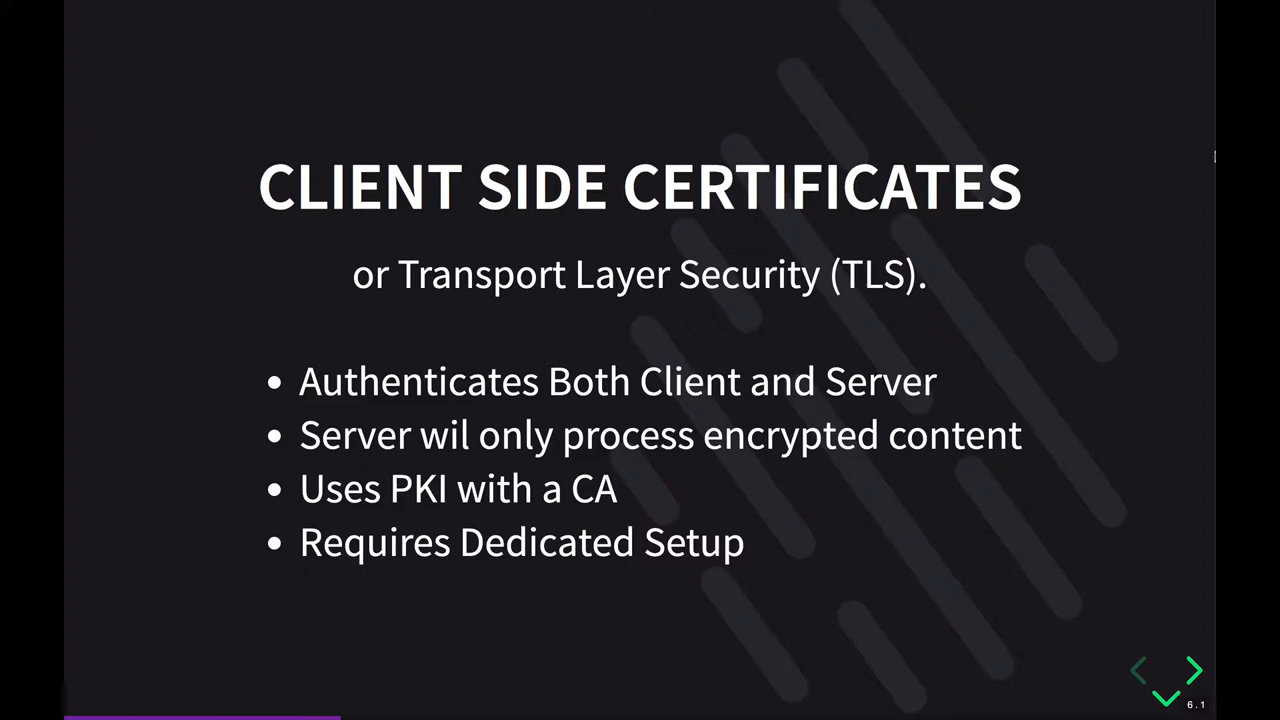 CLIENT SIDE CERTIFICATES
or Transport Layer Security (TLS).
• Authenticates Both Client and Server
• Server wil only process encrypted content
• Uses PKI with a CA
• Requires Dedicated Setup
6.1